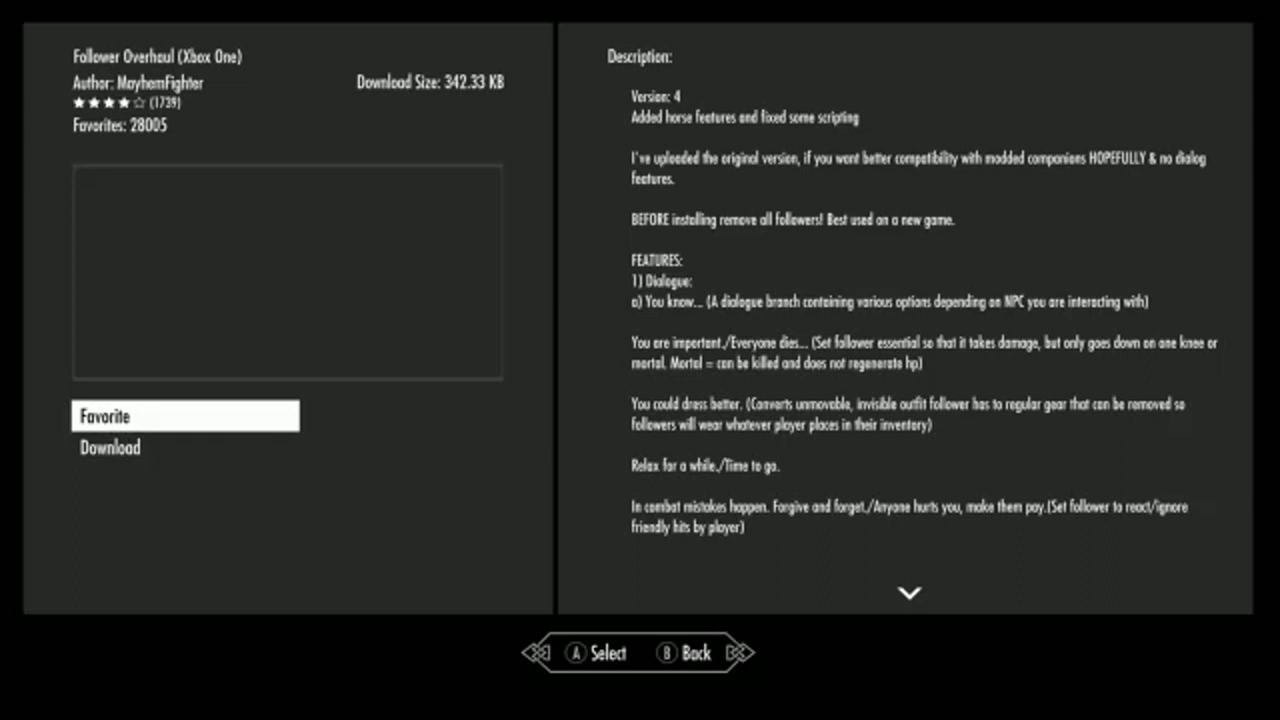 Follower Overhaul (Xbox One)
Author: MayhemFighter
Download Size: 342.33 KB
(1739)
Favorites: 28005
Favorite
Download
Description:
Version: 4
Added horse features and fixed some scripting
I've uploaded the original version, if you want better compatibility with modded companions HOPEFULLY & no dialog
features.
BEFORE installing remove all followers! Best used on a new game.
FEATURES:
1) Dialogue:
a) You know... (A dialogue branch containing various options depending on NPC you are interacting with)
You are important./Everyone dies... (Set follower essential so that it takes damage, but only goes down on one knee or
mortal. Mortal = can be killed and does not regenerate hp)
You could dress better. (Converts unmovable, invisible outfit follower has to regular gear that can be removed so
followers will wear whatever player places in their inventory)
Relax for a while./Time to go.
In combat mistakes happen. Forgive and forget./Anyone hurts you, make them pay.(Set follower to react/ignore
friendly hits by player)
A Select B Back